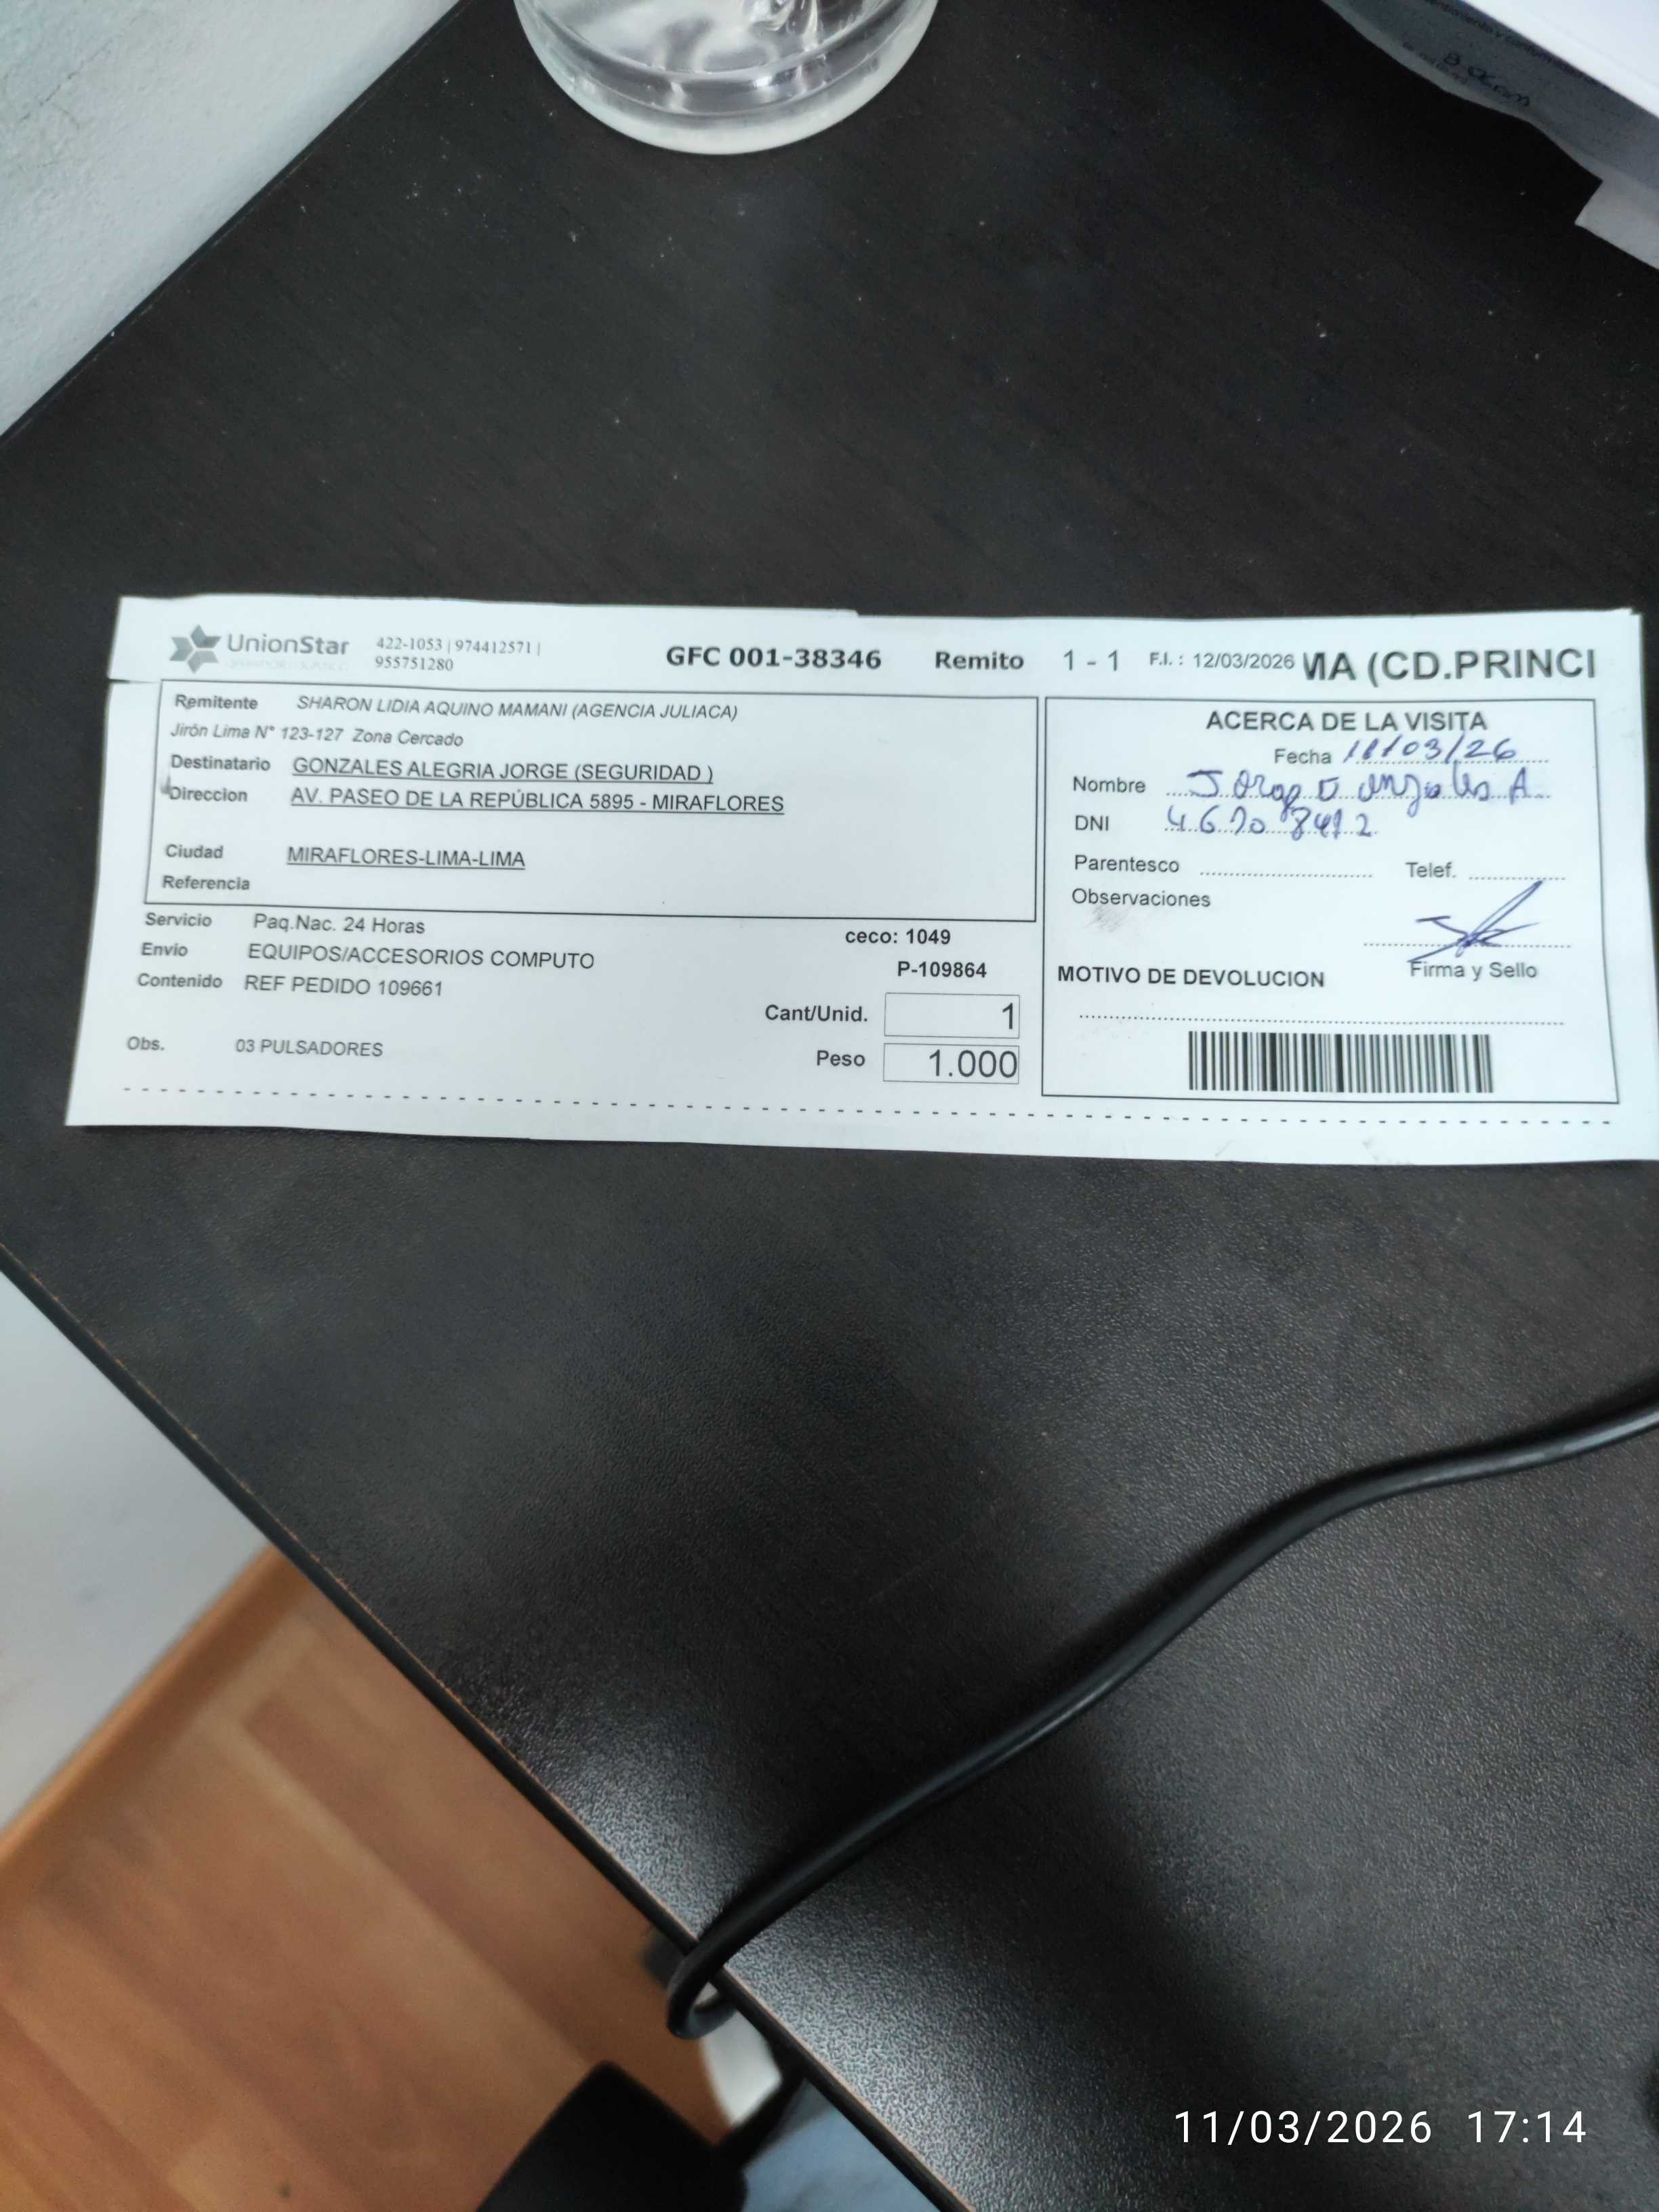 UnionStar 422-1053 | 974412571 |
955751280
GFC 001-38346 Remito 1 - 1 F.I. : 12/03/2026 MA (CD.PRINCI
Remitente SHARON LIDIA AQUINO MAMANI (AGENCIA JULIACA)
Jirón Lima N° 123-127 Zona Cercado
Destinatario GONZALES ALEGRIA JORGE (SEGURIDAD )
Direccion AV. PASEO DE LA REPÚBLICA 5895 - MIRAFLORES
Ciudad MIRAFLORES-LIMA-LIMA
Referencia
Servicio Paq.Nac. 24 Horas
Envio EQUIPOS/ACCESORIOS COMPUTO
Contenido REF PEDIDO 109661
ceco: 1049
P-109864
Cant/Unid. 1
Obs. 03 PULSADORES
Peso 1.000
ACERCA DE LA VISITA
Fecha 11/03/26
Nombre Jorge Gonzales A.
DNI
Parentesco Telef.
Observaciones
Firma y Sello
MOTIVO DE DEVOLUCION
11/03/2026 17:14